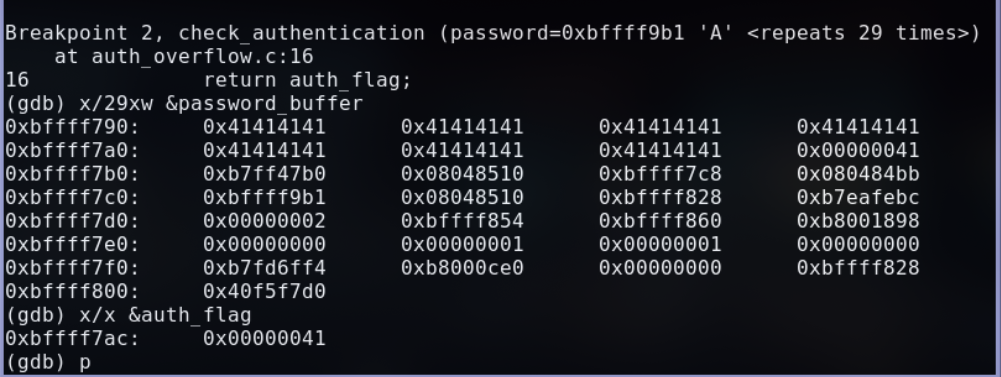 Breakpoint 2, check_authentication (password=0xbffff9b1 'A' <repeats 29 times>)
    at auth_overflow.c:16
16              return auth_flag;
(gdb) x/29xw &password_buffer
0xbffff790:     0x41414141      0x41414141      0x41414141      0x41414141
0xbffff7a0:     0x41414141      0x41414141      0x41414141      0x00000041
0xbffff7b0:     0xb7ff47b0      0x08048510      0xbffff7c8      0x080484bb
0xbffff7c0:     0xbffff9b1      0x08048510      0xbffff828      0xb7eafebc
0xbffff7d0:     0x00000002      0xbffff854      0xbffff860      0xb8001898
0xbffff7e0:     0x00000000      0x00000001      0x00000001      0x00000000
0xbffff7f0:     0xb7fd6ff4      0xb8000ce0      0x00000000      0xbffff828
0xbffff800:     0x40f5f7d0
(gdb) x/x &auth_flag
0xbffff7ac:     0x00000041
(gdb) p